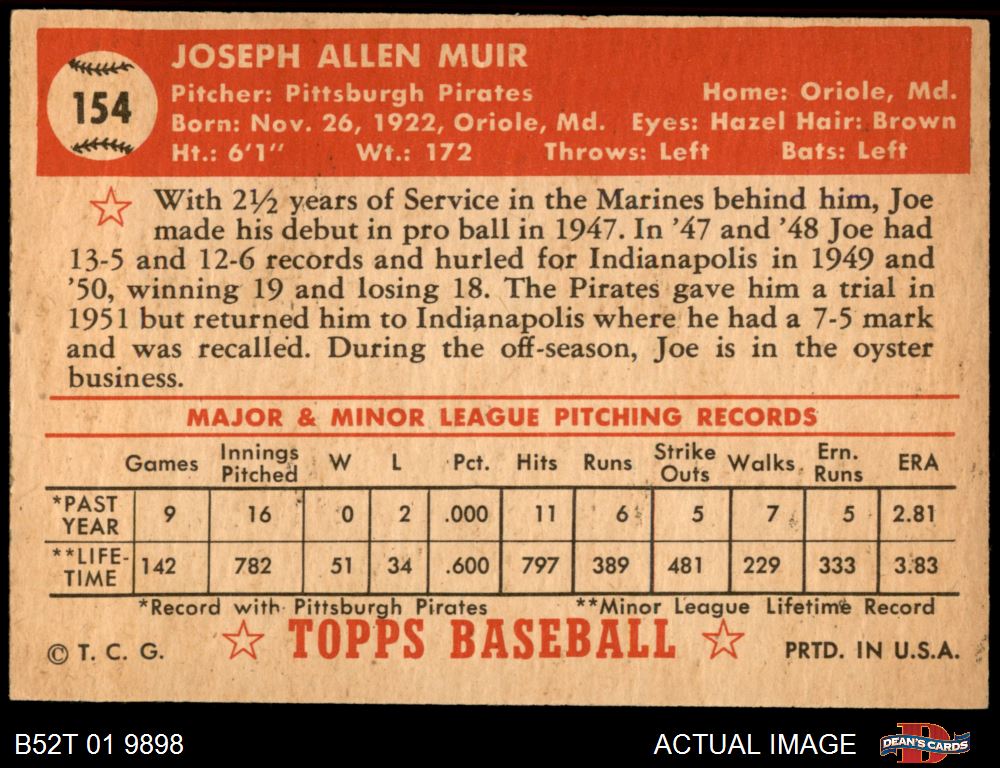 154
JOSEPH ALLEN MUIR
Pitcher: Pittsburgh Pirates Home: Oriole, Md.
Born: Nov. 26, 1922, Oriole, Md. Eyes: Hazel Hair: Brown
Ht.: 6'1" Wt.: 172 Throws: Left Bats: Left
With 2½ years of Service in the Marines behind him, Joe
made his debut in pro ball in 1947. In '47 and '48 Joe had
13-5 and 12-6 records and hurled for Indianapolis in 1949 and
'50, winning 19 and losing 18. The Pirates gave him a trial in
1951 but returned him to Indianapolis where he had a 7-5 mark
and was recalled. During the off-season, Joe is in the oyster
business.
MAJOR & MINOR LEAGUE PITCHING RECORDS
Games Innings Pitched W L Pct. Hits Runs Strike Outs Walks Ern. Runs ERA
*PAST YEAR 9 16 0 2 .000 11 6 5 7 5 2.81
**LIFE-TIME 142 782 51 34 .600 797 389 481 229 333 3.83
*Record with Pittsburgh Pirates **Minor League Lifetime Record
© T. C. G. TOPPS BASEBALL PRTD. IN U.S.A.
B52T 01 9898 ACTUAL IMAGE DEAN'S CARDS